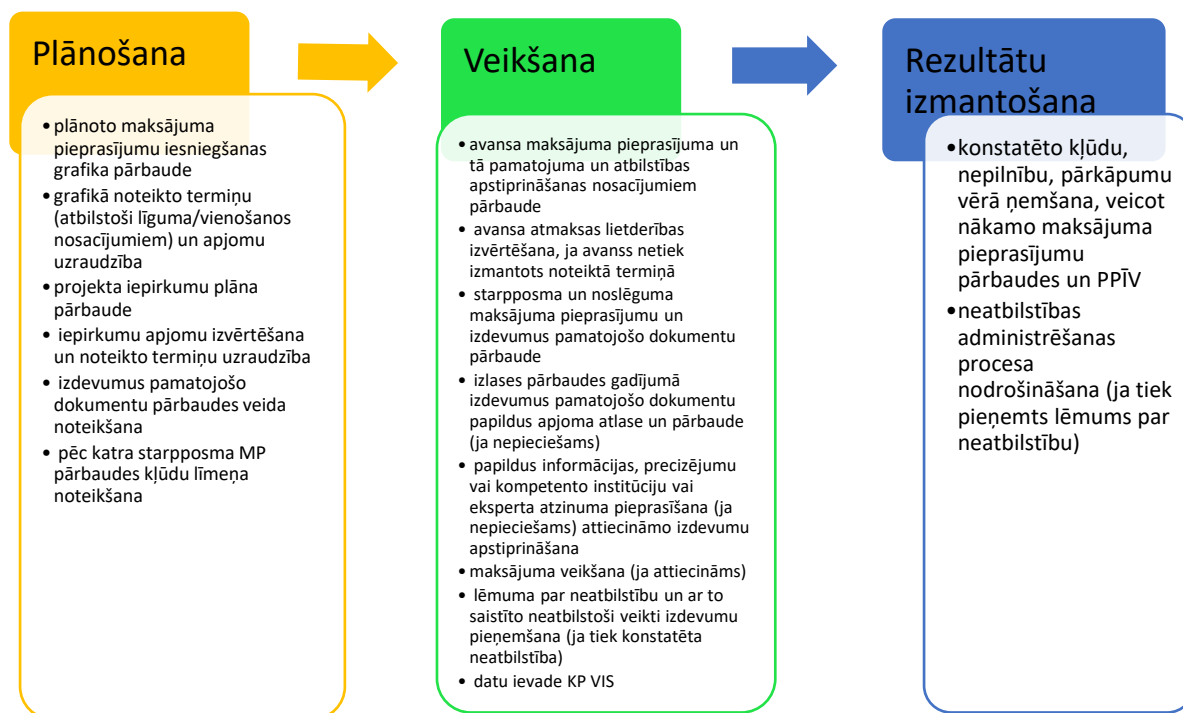 Plānošana
• plānoto maksājuma
pieprasījumu iesniegšanas
grafika pārbaude
• grafikā noteikto termiņu
(atbilstoši līguma/vienošanos
nosacījumiem) un apjomu
uzraudzība
• projekta iepirkumu plāna
pārbaude
• iepirkumu apjomu izvērtēšana
un noteikto termiņu uzraudzība
• izdevumus pamatojošo
dokumentu pārbaudes veida
noteikšana
• pēc katra starpposma MP
pārbaudes kļūdu līmeņa
noteikšana
Veikšana
• avansa maksājuma pieprasījuma un
tā pamatojuma un atbilstības
apstiprināšanas nosacījumiem
pārbaude
• avansa atmaksas lietderības
izvērtēšana, ja avanss netiek
izmantots noteiktā termiņā
• starpposma un noslēguma
maksājuma pieprasījumu un
izdevumus pamatojošo dokumentu
pārbaude
• izlases pārbaudes gadījumā
izdevumus pamatojošo dokumentu
papildus apjoma atlase un pārbaude
(ja nepieciešams)
• papildus informācijas, precizējumu
vai kompetento institūciju vai
eksperta atzinuma pieprasīšana (ja
nepieciešams) attiecināmo izdevumu
apstiprināšana
• maksājuma veikšana (ja attiecināms)
• lēmuma par neatbilstību un ar to
saistīto neatbilstoši veikti izdevumu
pieņemšana (ja tiek konstatēta
neatbilstība)
• datu ievade KP VIS
Rezultātu
izmantošana
• konstatēto kļūdu,
nepilnību, pārkāpumu
vērā ņemšana, veicot
nākamo maksājuma
pieprasījumu
pārbaudes un PPĪV
• neatbilstības
administrēšanas
procesa
nodrošināšana (ja tiek
pieņemts lēmums par
neatbilstību)